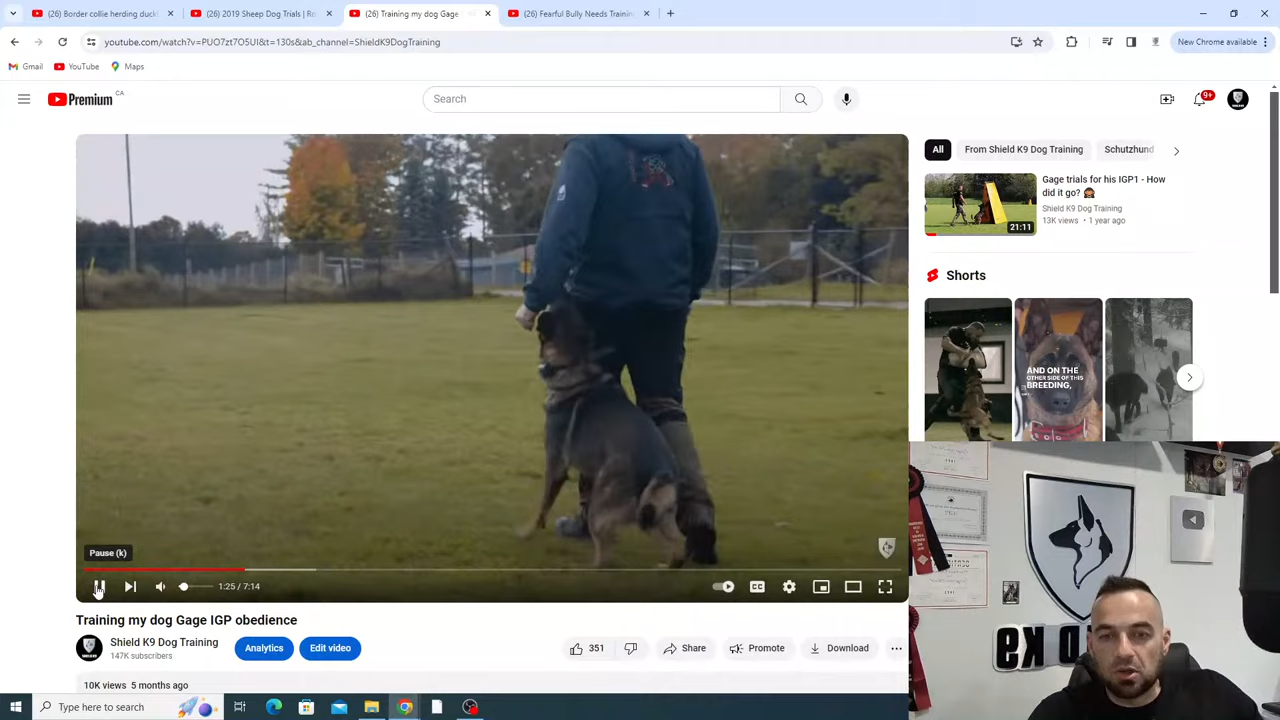 (26) Border collie herding duck
(26) 2019 Sheep Dog Trials | Ro
(26) Training my dog Gage
(26) Fearful Bully Needs Training
youtube.com/watch?v=PUO7zt7O5UI&t=130s&ab_channel=ShieldK9DogTraining
New Chrome available
Gmail
YouTube
Maps
Premium CA
Search
9+
All
From Shield K9 Dog Training
Schutzhund
Gage trials for his IGP1 - How
did it go?
Shield K9 Dog Training
13K views • 1 year ago
21:11
Shorts
AND ON THE
OTHER SIDE OF THIS
BREEDING,
Pause (k)
1:25 / 7:14
CC
Training my dog Gage IGP obedience
Shield K9 Dog Training
147K subscribers
Analytics
Edit video
351
Share
Promote
Download
10K views 5 months ago
Type here to search